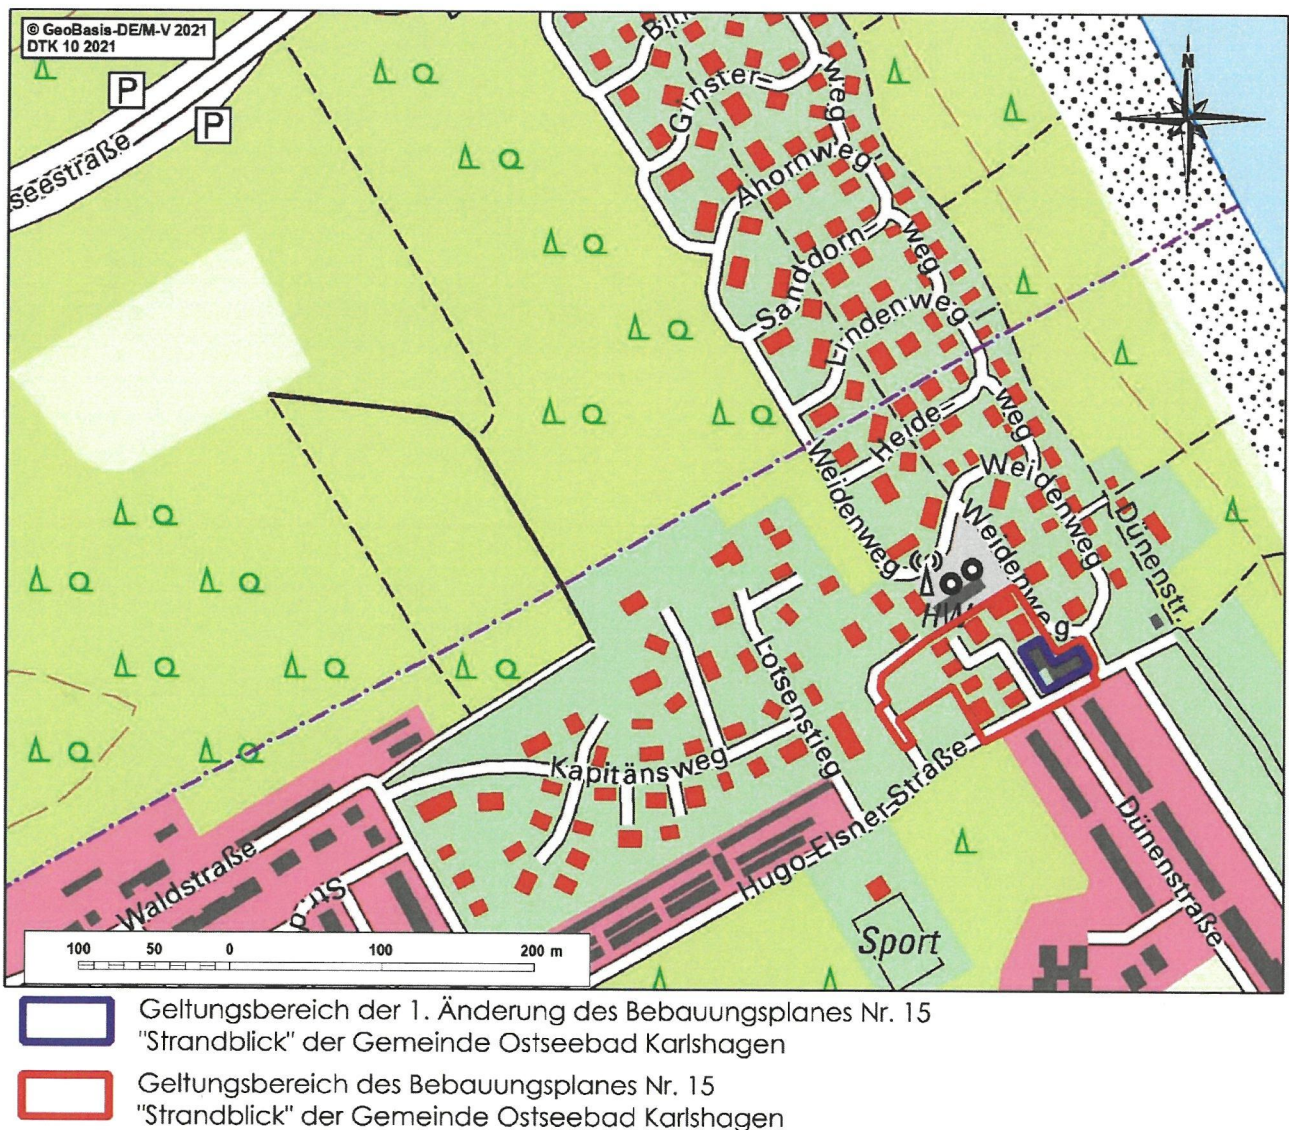 © GeoBasis-DE/M-V 2021
DTK 10 2021
P
P
seestraße
N
Ginster-
weg
Ahornweg
Sanddorn-
weg
Lindenweg
Heide-
weg
Weidenweg
Weidenweg
Weidenweg
Dünenstr.
HW
Lotsenstieg
Kapitänsweg
Hugo-Elsner-Straße
Waldstraße
Dünenstraße
Sport
100 50 0 100 200 m
Geltungsbereich der 1. Änderung des Bebauungsplanes Nr. 15
"Strandblick" der Gemeinde Ostseebad Karlshagen
Geltungsbereich des Bebauungsplanes Nr. 15
"Strandblick" der Gemeinde Ostseebad Karlshagen